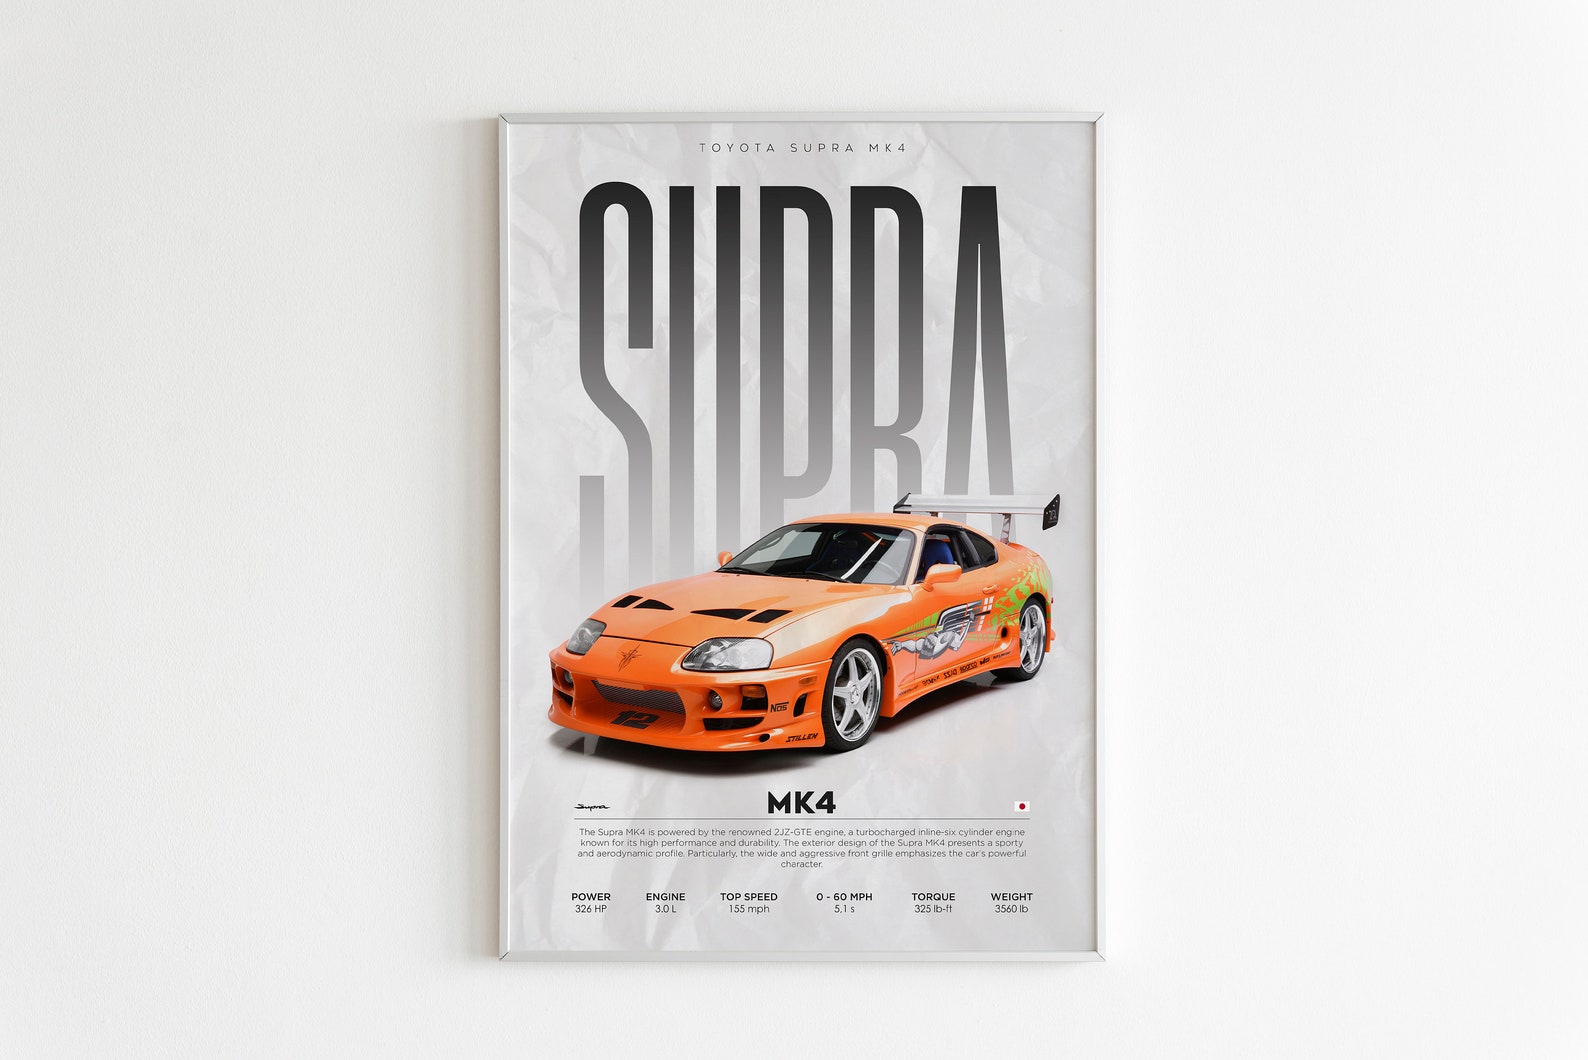 TOYOTA SUPRA MK4
SUPRA
12
NOS
STILLEN
Supra
MK4
The Supra MK4 is powered by the renowned 2JZ-GTE engine, a turbocharged inline-six cylinder engine
known for its high performance and durability. The exterior design of the Supra MK4 presents a sporty
and aerodynamic profile. Particularly, the wide and aggressive front grille emphasizes the car's powerful
character.
POWER ENGINE TOP SPEED 0 - 60 MPH TORQUE WEIGHT
326 HP 3.0 L 155 mph 5,1 s 325 lb-ft 3560 lb